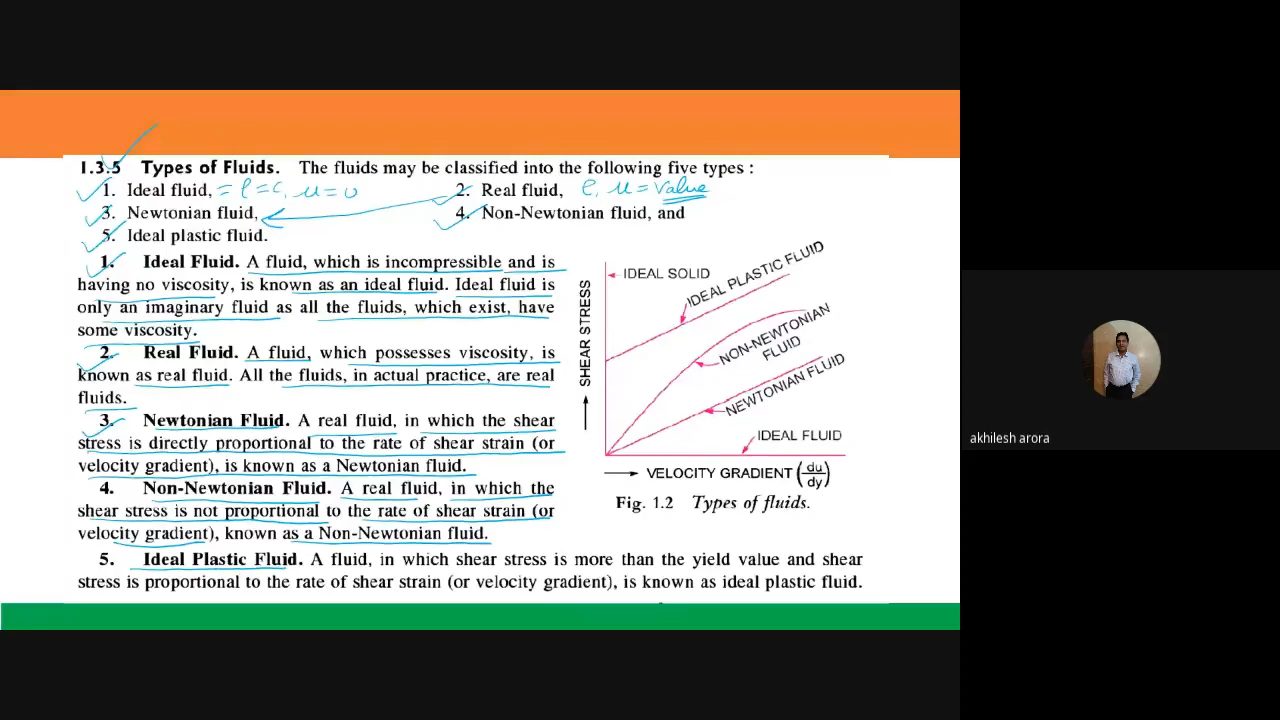 1.3.5 Types of Fluids. The fluids may be classified into the following five types :
1. Ideal fluid, = ρ = c, μ = 0 2. Real fluid, ρ, μ = value
3. Newtonian fluid, 4. Non-Newtonian fluid, and
5. Ideal plastic fluid.
1. Ideal Fluid. A fluid, which is incompressible and is
having no viscosity, is known as an ideal fluid. Ideal fluid is
only an imaginary fluid as all the fluids, which exist, have
some viscosity.
2. Real Fluid. A fluid, which possesses viscosity, is
known as real fluid. All the fluids, in actual practice, are real
fluids.
3. Newtonian Fluid. A real fluid, in which the shear
stress is directly proportional to the rate of shear strain (or
velocity gradient), is known as a Newtonian fluid.
4. Non-Newtonian Fluid. A real fluid, in which the
shear stress is not proportional to the rate of shear strain (or
velocity gradient), known as a Non-Newtonian fluid.
IDEAL SOLID
IDEAL PLASTIC FLUID
NON-NEWTONIAN
FLUID
NEWTONIAN FLUID
IDEAL FLUID
SHEAR STRESS
VELOCITY GRADIENT (du/dy)
Fig. 1.2 Types of fluids.
5. Ideal Plastic Fluid. A fluid, in which shear stress is more than the yield value and shear
stress is proportional to the rate of shear strain (or velocity gradient), is known as ideal plastic fluid.
akhilesh arora